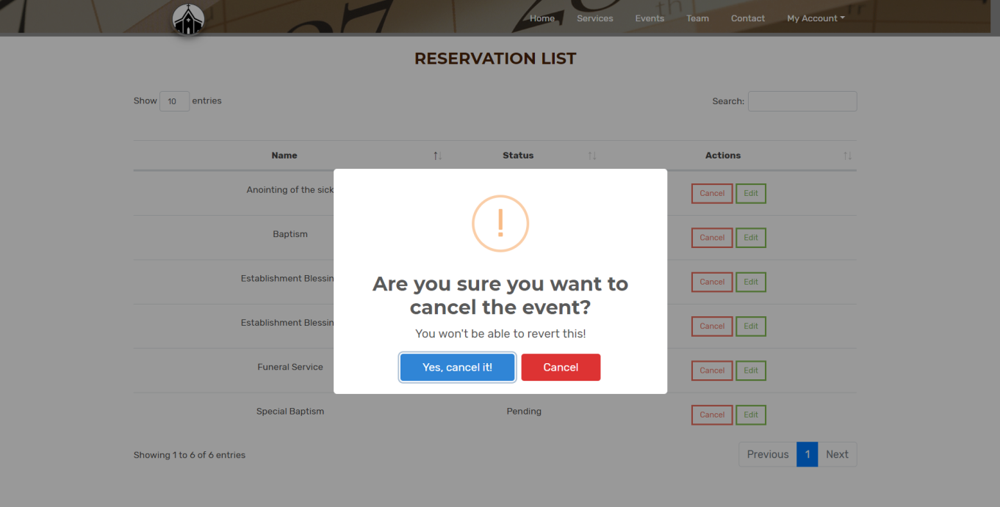 Home Services Events Team Contact My Account
RESERVATION LIST
Show 10 entries Search:
Name Status Actions
Anointing of the sick Cancel Edit
Baptism Cancel Edit
Establishment Blessin Cancel Edit
Establishment Blessin Cancel Edit
Funeral Service Cancel Edit
Special Baptism Pending Cancel Edit
!
Are you sure you want to
cancel the event?
You won't be able to revert this!
Yes, cancel it! Cancel
Showing 1 to 6 of 6 entries Previous 1 Next